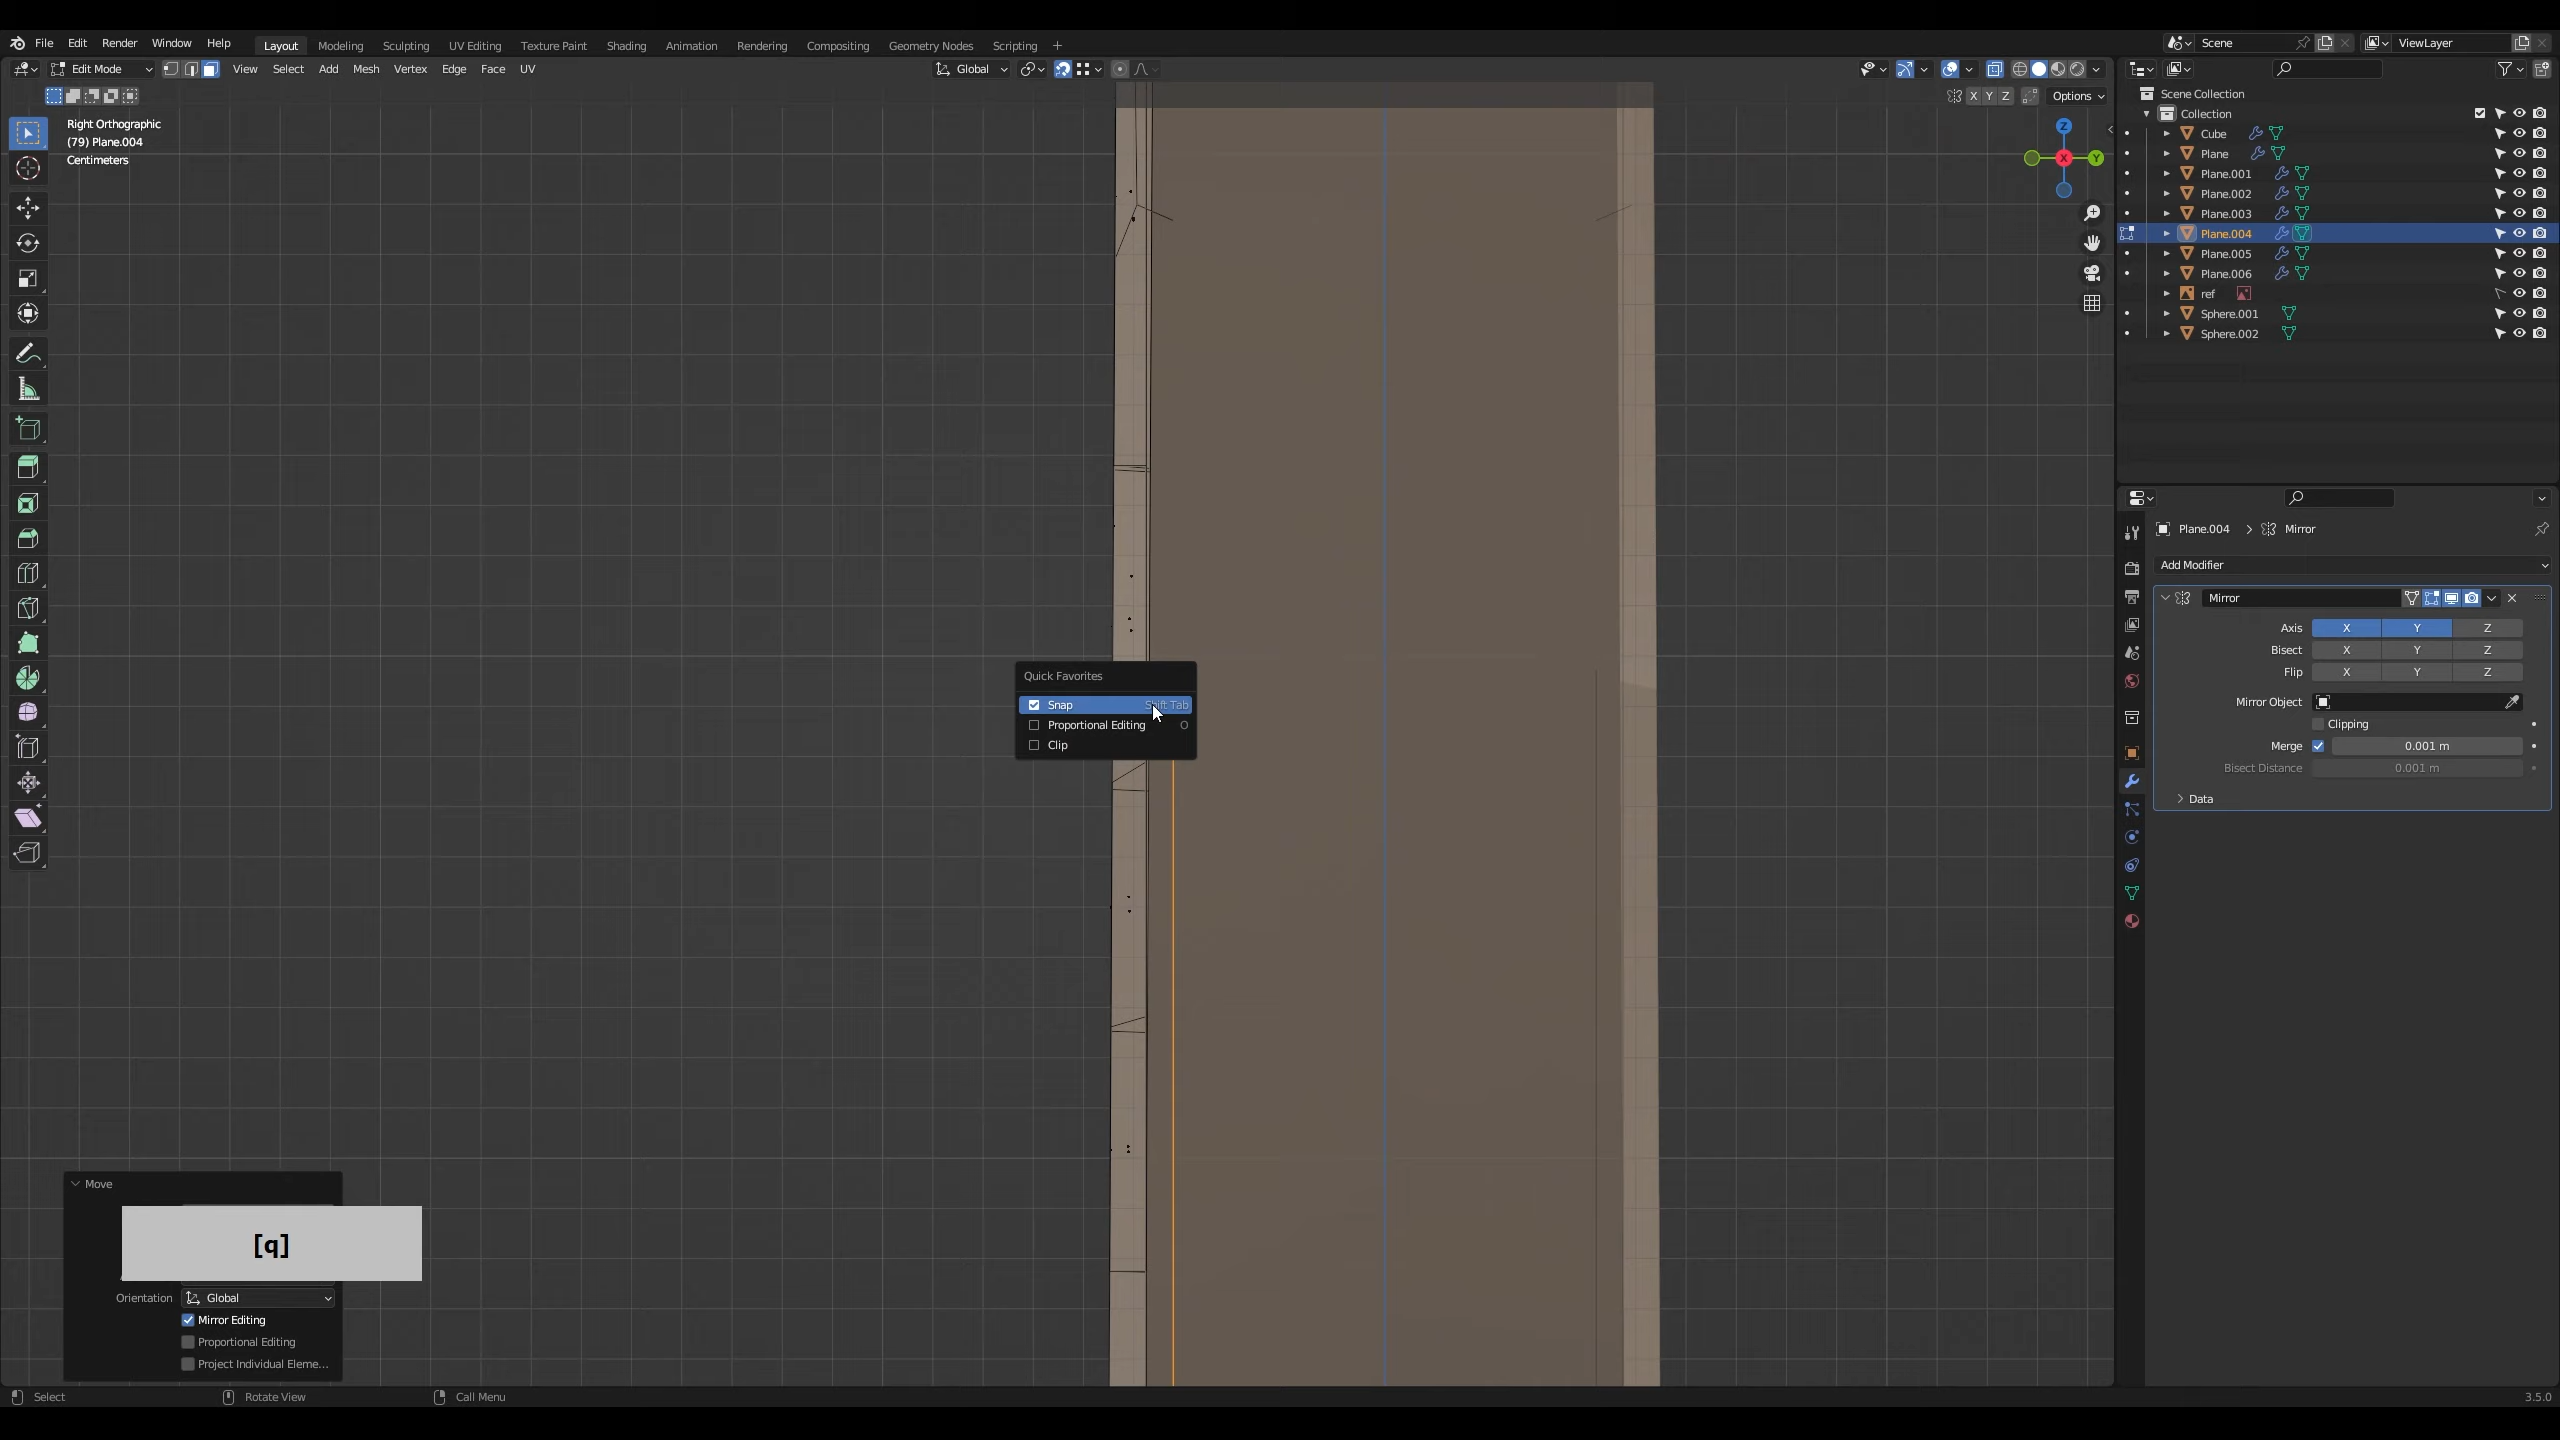 File Edit Render Window Help Layout Modeling Sculpting UV Editing Texture Paint Shading Animation Rendering Compositing Geometry Nodes Scripting + Scene ViewLayer
Edit Mode View Select Add Mesh Vertex Edge Face UV Global
X Y Z Options
Right Orthographic
(79) Plane.004
Centimeters
Z
X
Y
Quick Favorites
Snap Shift Tab
Proportional Editing O
Clip
Move
[q]
Orientation Global
Mirror Editing
Proportional Editing
Project Individual Eleme...
Scene Collection
Collection
Cube
Plane
Plane.001
Plane.002
Plane.003
Plane.004
Plane.005
Plane.006
ref
Sphere.001
Sphere.002
Plane.004 > Mirror
Add Modifier
Mirror
Axis X Y Z
Bisect X Y Z
Flip X Y Z
Mirror Object
Clipping
Merge 0.001 m
Bisect Distance 0.001 m
Data
Select Rotate View Call Menu 3.5.0